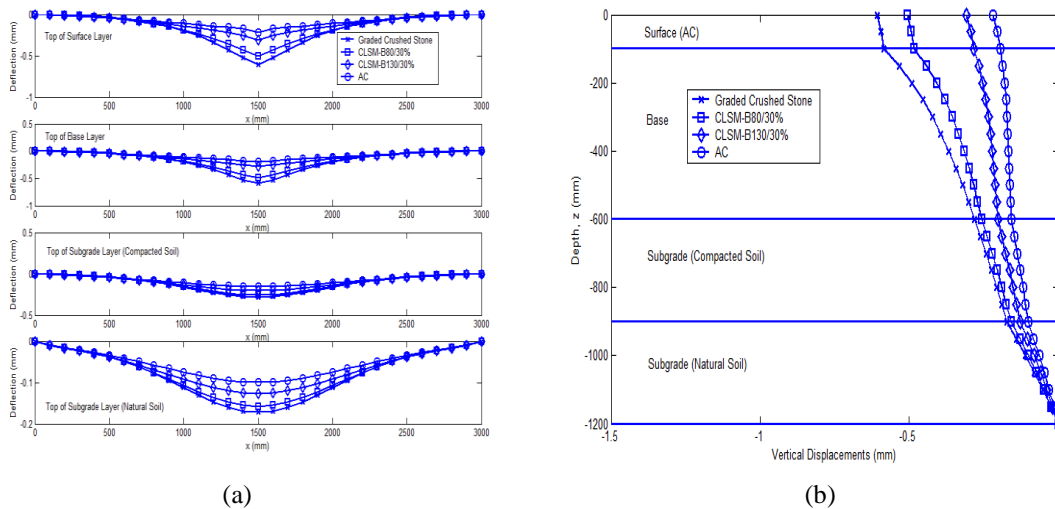 0
-0.5
-1
Deflection (mm)
Top of Surface Layer
Graded Crushed Stone
CLSM-B80/30%
CLSM-B130/30%
AC
0 500 1000 1500 2000 2500 3000
x (mm)
0.5
0
-0.5
-1
Deflection (mm)
Top of Base Layer
0 500 1000 1500 2000 2500 3000
x (mm)
0.5
0
-0.5
Deflection (mm)
Top of Subgrade Layer (Compacted Soil)
0 500 1000 1500 2000 2500 3000
x (mm)
0
-0.1
-0.2
Deflection (mm)
Top of Subgrade Layer (Natural Soil)
0 500 1000 1500 2000 2500 3000
x (mm)
(a)
0
-200
-400
-600
-800
-1000
-1200
Depth, z (mm)
Surface (AC)
Base
Graded Crushed Stone
CLSM-B80/30%
CLSM-B130/30%
AC
Subgrade (Compacted Soil)
Subgrade (Natural Soil)
-1.5 -1 -0.5
Vertical Displacements (mm)
(b)